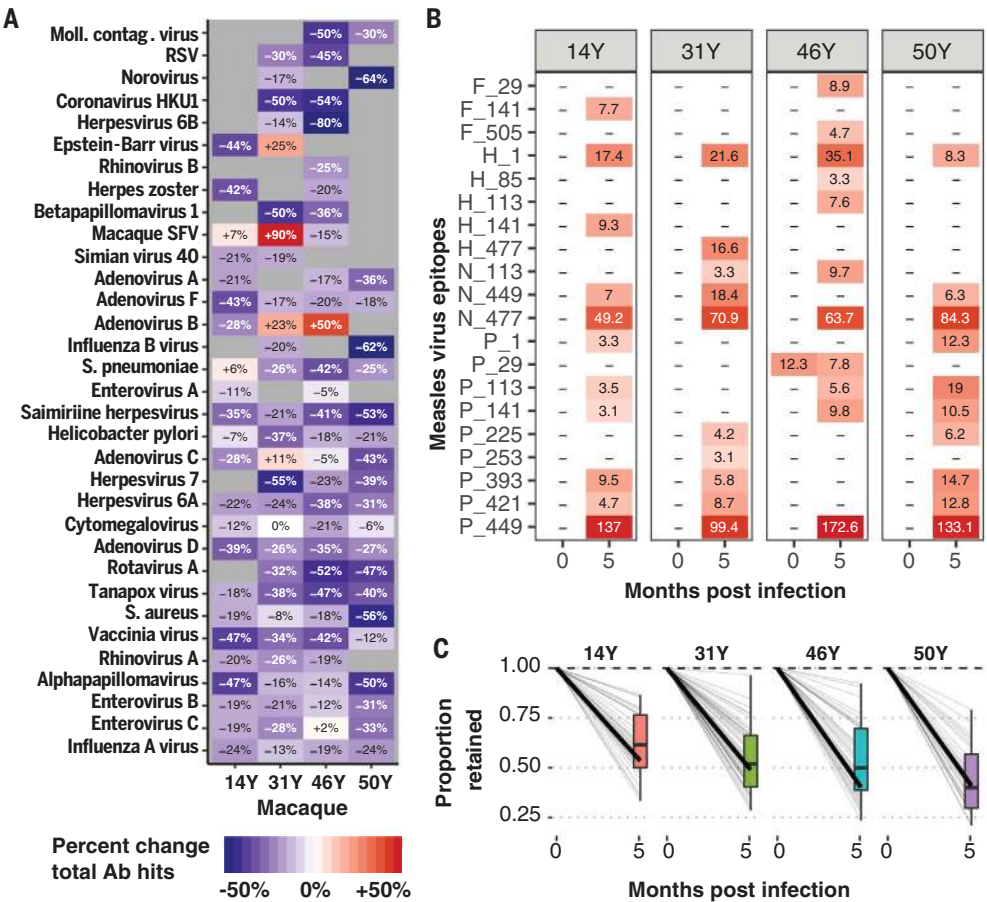 A
Moll. contag. virus −50% −30%
RSV −30% −45%
Norovirus −17% −64%
Coronavirus HKU1 −50% −54%
Herpesvirus 6B −14% −80%
Epstein-Barr virus −44% +25%
Rhinovirus B −25%
Herpes zoster −42% −20%
Betapapillomavirus 1 −50% −36%
Macaque SFV +7% +90% −15%
Simian virus 40 −21% −19%
Adenovirus A −21% −17% −36%
Adenovirus F −43% −17% −20% −18%
Adenovirus B −28% +23% +50%
Influenza B virus −20% −62%
S. pneumoniae +6% −26% −42% −25%
Enterovirus A −11% −5%
Saimiriine herpesvirus −35% −21% −41% −53%
Helicobacter pylori −7% −37% −18% −21%
Adenovirus C −28% +11% −5% −43%
Herpesvirus 7 −55% −23% −39%
Herpesvirus 6A −22% −24% −38% −31%
Cytomegalovirus −12% 0% −21% −6%
Adenovirus D −39% −26% −35% −27%
Rotavirus A −32% −52% −47%
Tanapox virus −18% −38% −47% −40%
S. aureus −19% −8% −18% −56%
Vaccinia virus −47% −34% −42% −12%
Rhinovirus A −20% −26% −19%
Alphapapillomavirus −47% −16% −14% −50%
Enterovirus B −19% −21% −12% −31%
Enterovirus C −19% −28% +2% −33%
Influenza A virus −24% −13% −19% −24%
14Y 31Y 46Y 50Y
Macaque
Percent change
total Ab hits
-50% 0% +50%
B
14Y 31Y 46Y 50Y
Measles virus epitopes
F_29 – – – – – 8.9 – –
F_141 – 7.7 – – – – – –
F_505 – – – – – 4.7 – –
H_1 – 17.4 – 21.6 – 35.1 – 8.3
H_85 – – – – – 3.3 – –
H_113 – – – – – 7.6 – –
H_141 – 9.3 – – – – – –
H_477 – – – 16.6 – – – –
N_113 – – – 3.3 – 9.7 – –
N_449 – 7 – 18.4 – – – 6.3
N_477 – 49.2 – 70.9 – 63.7 – 84.3
P_1 – 3.3 – – – – – 12.3
P_29 – – – – 12.3 7.8 – –
P_113 – 3.5 – – – 5.6 – 19
P_141 – 3.1 – – – 9.8 – 10.5
P_225 – – – 4.2 – – – 6.2
P_253 – – – 3.1 – – – –
P_393 – 9.5 – 5.8 – – – 14.7
P_421 – 4.7 – 8.7 – – – 12.8
P_449 – 137 – 99.4 – 172.6 – 133.1
0 5 0 5 0 5 0 5
Months post infection
C
14Y 31Y 46Y 50Y
Proportion
retained
1.00
0.75
0.50
0.25
0 5 0 5 0 5 0 5
Months post infection